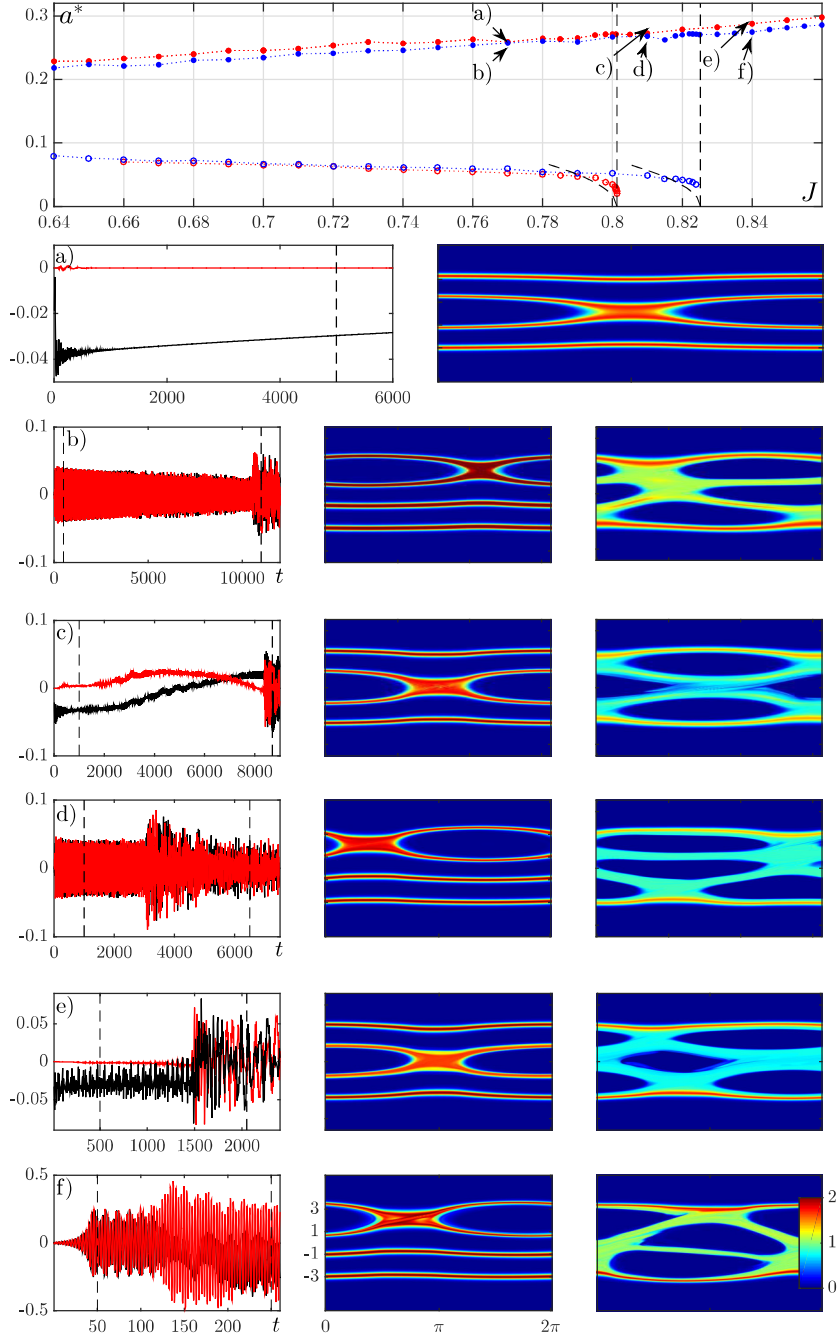 0.3 a* a)
0.2 b) c) d) e) f)
0.1
0
0.64 0.66 0.68 0.7 0.72 0.74 0.76 0.78 0.8 0.82 0.84 J
a)
0
-0.02
-0.04
0 2000 4000 6000
0.1 b)
0
-0.1
0 5000 10000 t
0.1 c)
0
-0.1
0 2000 4000 6000 8000
0.1 d)
0
-0.1
0 2000 4000 6000 t
e)
0.05
0
-0.05
500 1000 1500 2000
0.5 f)
0
-0.5
50 100 150 200 t
3
1
-1
-3
0 π 2π
2
1
0